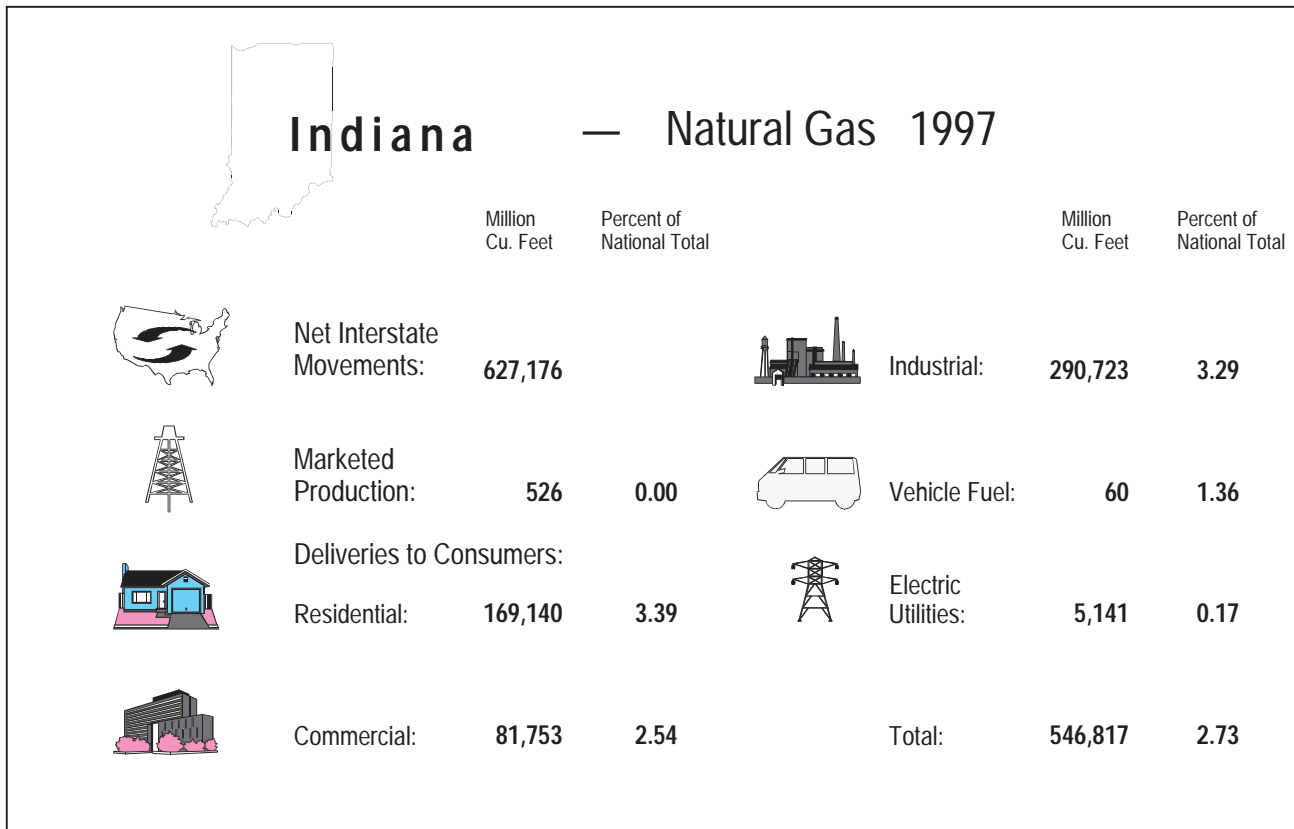 Indiana — Natural Gas 1997
Million Percent of
Cu. Feet National Total
Net Interstate
Movements: 627,176
Marketed
Production: 526 0.00
Deliveries to Consumers:
Residential: 169,140 3.39
Commercial: 81,753 2.54
Million Percent of
Cu. Feet National Total
Industrial: 290,723 3.29
Vehicle Fuel: 60 1.36
Electric
Utilities: 5,141 0.17
Total: 546,817 2.73